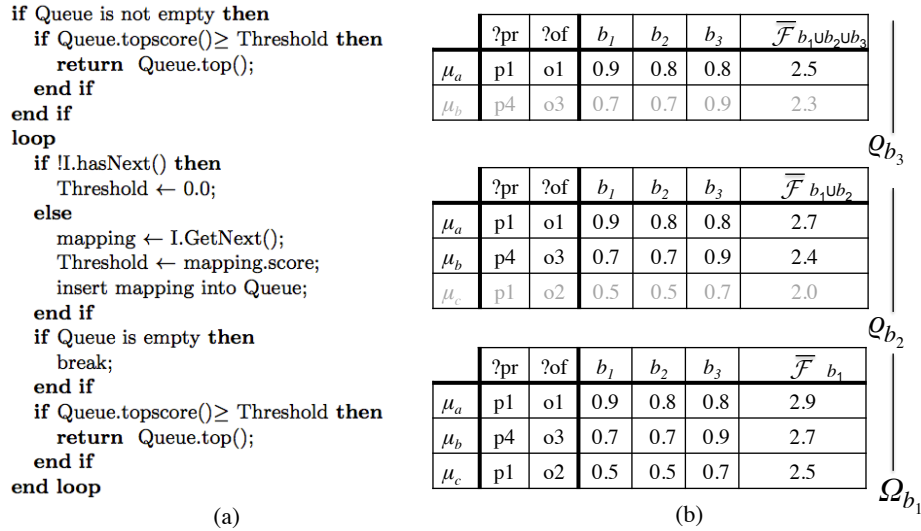 if Queue is not empty then
if Queue.topscore()≥ Threshold then
return Queue.top();
end if
end if
loop
if !I.hasNext() then
Threshold ← 0.0;
else
mapping ← I.GetNext();
Threshold ← mapping.score;
insert mapping into Queue;
end if
if Queue is empty then
break;
end if
if Queue.topscore()≥ Threshold then
return Queue.top();
end if
end loop
(a)
?pr ?of b1 b2 b3 F̅ b1∪b2∪b3
μa p1 o1 0.9 0.8 0.8 2.5
μb p4 o3 0.7 0.7 0.9 2.3
ϱb3
?pr ?of b1 b2 b3 F̅ b1∪b2
μa p1 o1 0.9 0.8 0.8 2.7
μb p4 o3 0.7 0.7 0.9 2.4
μc p1 o2 0.5 0.5 0.7 2.0
ϱb2
?pr ?of b1 b2 b3 F̅ b1
μa p1 o1 0.9 0.8 0.8 2.9
μb p4 o3 0.7 0.7 0.9 2.7
μc p1 o2 0.5 0.5 0.7 2.5
Ωb1
(b)